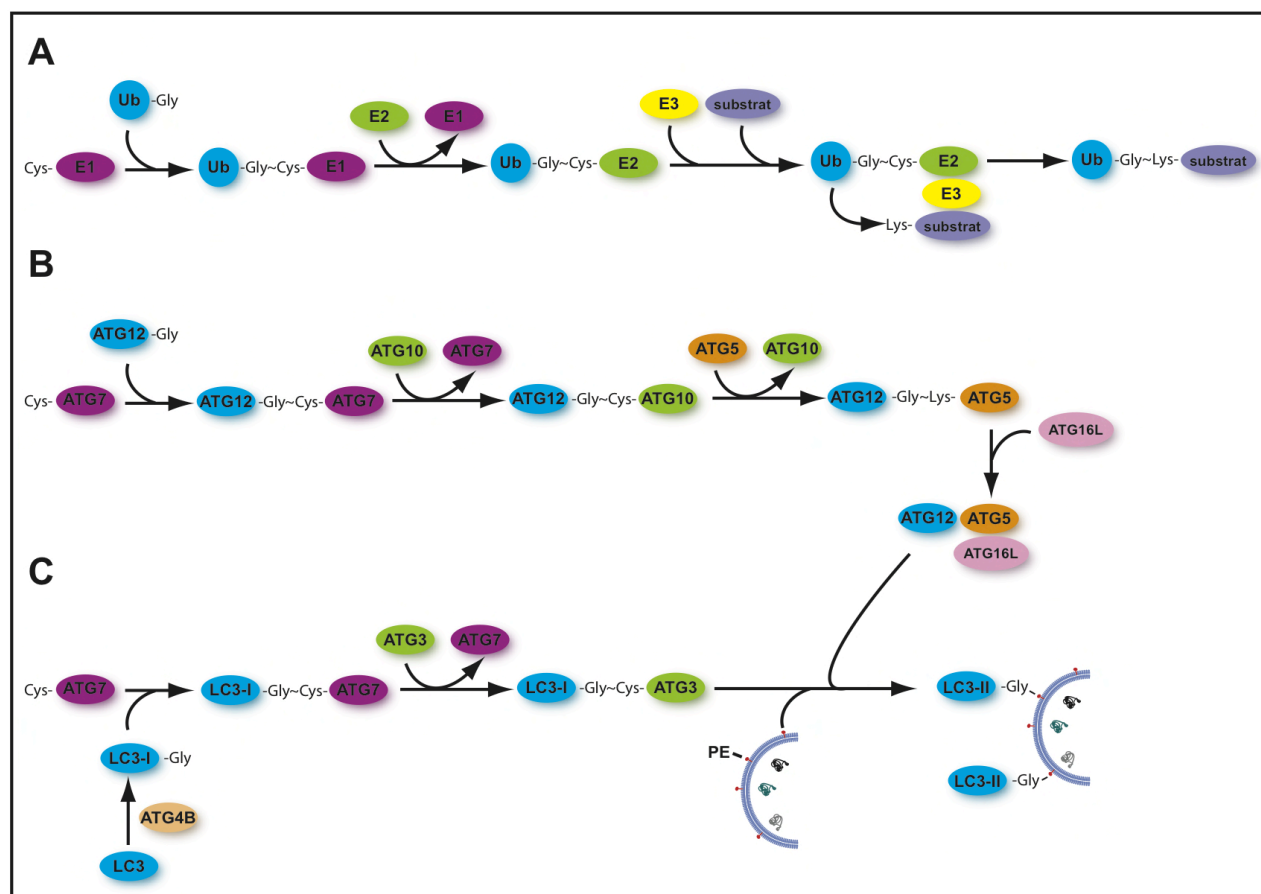 A
Ub -Gly
E2 E1
E3 substrat
Cys- E1
Ub -Gly~Cys- E1
Ub -Gly~Cys- E2
Ub -Gly~Cys- E2
Ub -Gly~Lys- substrat
E3
Lys- substrat
B
ATG12 -Gly
ATG10 ATG7
ATG5 ATG10
Cys- ATG7
ATG12 -Gly~Cys- ATG7
ATG12 -Gly~Cys- ATG10
ATG12 -Gly~Lys- ATG5
ATG16L
ATG12 ATG5
ATG16L
C
ATG3 ATG7
Cys- ATG7
LC3-I -Gly~Cys- ATG7
LC3-I -Gly~Cys- ATG3
LC3-II -Gly
LC3-I -Gly
PE
LC3-II -Gly
ATG4B
LC3